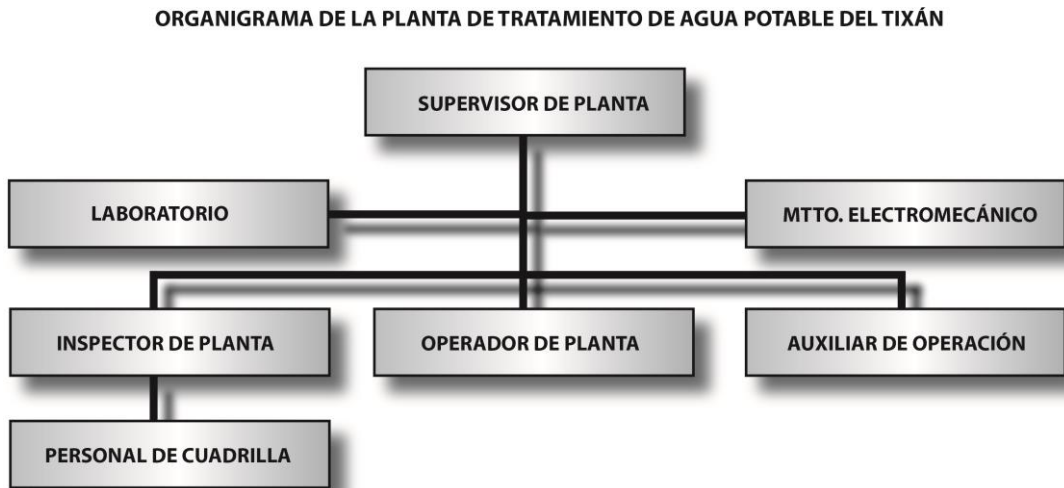 ORGANIGRAMA DE LA PLANTA DE TRATAMIENTO DE AGUA POTABLE DEL TIXÁN
SUPERVISOR DE PLANTA
LABORATORIO
MTTO. ELECTROMECÁNICO
INSPECTOR DE PLANTA
OPERADOR DE PLANTA
AUXILIAR DE OPERACIÓN
PERSONAL DE CUADRILLA